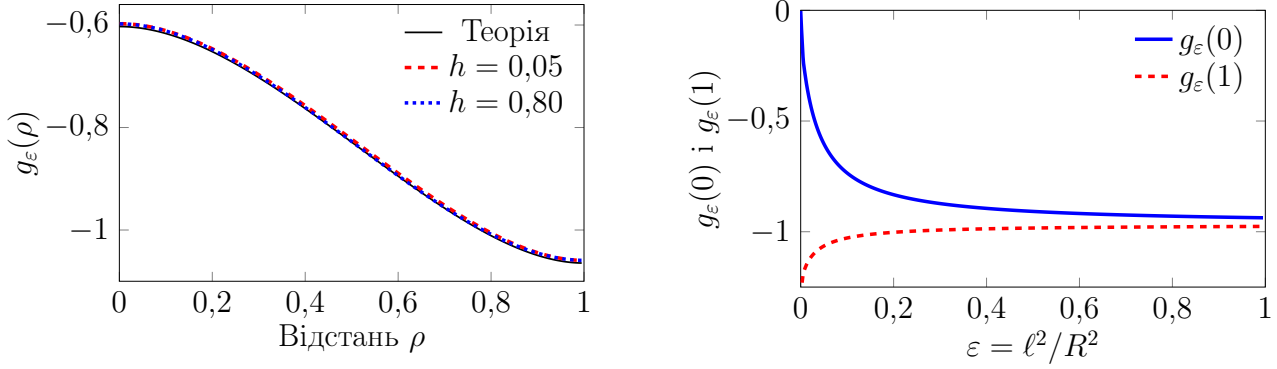 −0,6
−0,8
−1
0
0,2
0,4
0,6
0,8
1
Відстань ρ
g_ε(ρ)
Теорія
h = 0,05
h = 0,80
0
−0,5
−1
0
0,2
0,4
0,6
0,8
1
ε = ℓ²/R²
g_ε(0) і g_ε(1)
g_ε(0)
g_ε(1)